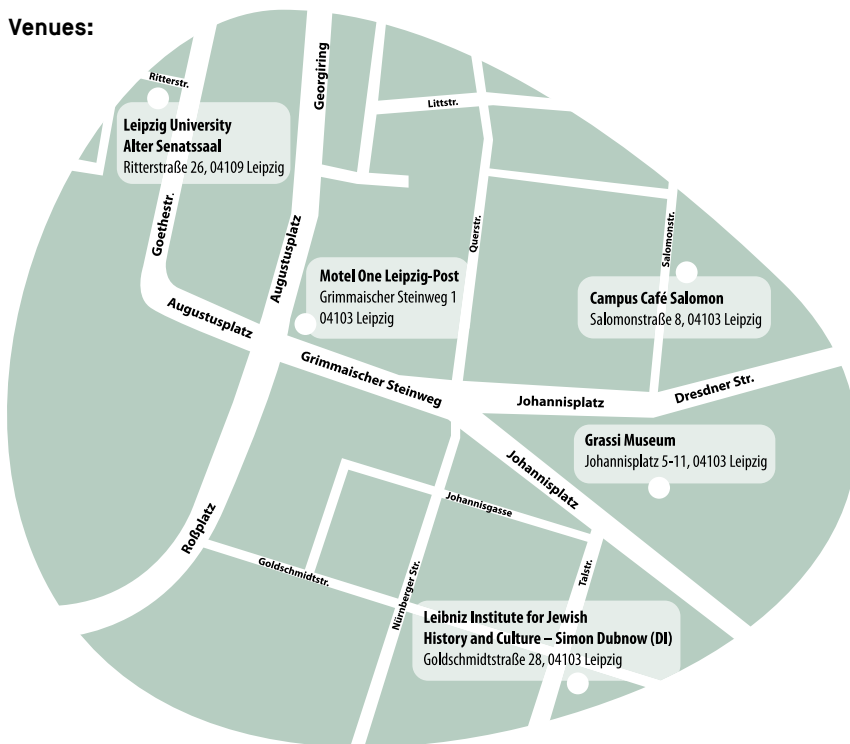 Venues:
Ritterstr.
Georgiring
Littstr.
Leipzig University
Alter Senatssaal
Ritterstraße 26, 04109 Leipzig
Goethestr.
Augustusplatz
Querstr.
Salomonstr.
Motel One Leipzig-Post
Grimmaischer Steinweg 1
04103 Leipzig
Campus Café Salomon
Salomonstraße 8, 04103 Leipzig
Augustusplatz
Grimmaischer Steinweg
Johannisplatz
Dresdner Str.
Grassi Museum
Johannisplatz 5-11, 04103 Leipzig
Johannisplatz
Johannisgasse
Roßplatz
Goldschmidtstr.
Nürnberger Str.
Talstr.
Leibniz Institute for Jewish
History and Culture – Simon Dubnow (DI)
Goldschmidtstraße 28, 04103 Leipzig